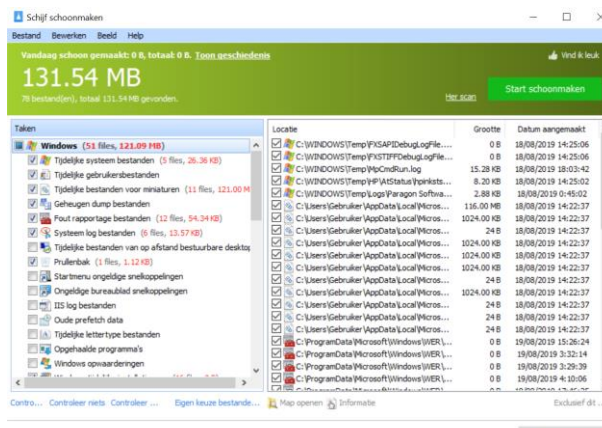 Schijf schoonmaken
Bestand Bewerken Beeld Help
Vandaag schoon gemaakt: 0 B, totaal: 0 B. Toon geschiedenis
Vind ik leuk
131.54 MB
78 bestand(en), totaal 131.54 MB gevonden.
Her scan
Start schoonmaken
Taken
Windows (51 files, 121.09 MB)
Tijdelijke systeem bestanden (5 files, 26.36 KB)
Tijdelijke gebruikersbestanden
Tijdelijke bestanden voor miniaturen (11 files, 121.00 M
Geheugen dump bestanden
Fout rapportage bestanden (12 files, 54.34 KB)
Systeem log bestanden (6 files, 13.57 KB)
Tijdelijke bestanden van op afstand bestuurbare desktop
Prullenbak (1 files, 1.12 KB)
Startmenu ongeldige snelkoppelingen
Ongeldige bureaublad snelkoppelingen
IIS log bestanden
Oude prefetch data
Tijdelijke lettertype bestanden
Opgehaalde programma's
Windows opwaarderingen
Locatie Grootte Datum aangemaakt
C:\WINDOWS\Temp\FXSAPIDebugLogFile.... 0 B 18/08/2019 14:25:06
C:\WINDOWS\Temp\FXSTIFFDebugLogFile... 0 B 18/08/2019 14:25:06
C:\WINDOWS\Temp\MpCmdRun.log 15.28 KB 18/08/2019 18:03:42
C:\WINDOWS\Temp\HP\AtStatus\hpinksts... 8.20 KB 18/08/2019 14:25:02
C:\WINDOWS\Temp\Logs\Paragon Softwa... 2.88 KB 18/08/2019 0:45:02
C:\Users\Gebruiker\AppData\Local\Micros... 116.00 MB 18/08/2019 14:22:37
C:\Users\Gebruiker\AppData\Local\Micros... 1024.00 KB 18/08/2019 14:22:37
C:\Users\Gebruiker\AppData\Local\Micros... 24 B 18/08/2019 14:22:37
C:\Users\Gebruiker\AppData\Local\Micros... 1024.00 KB 18/08/2019 14:22:37
C:\Users\Gebruiker\AppData\Local\Micros... 1024.00 KB 18/08/2019 14:22:37
C:\Users\Gebruiker\AppData\Local\Micros... 1024.00 KB 18/08/2019 14:22:37
C:\Users\Gebruiker\AppData\Local\Micros... 24 B 18/08/2019 14:22:37
C:\Users\Gebruiker\AppData\Local\Micros... 1024.00 KB 18/08/2019 14:22:37
C:\Users\Gebruiker\AppData\Local\Micros... 24 B 18/08/2019 14:22:37
C:\Users\Gebruiker\AppData\Local\Micros... 24 B 18/08/2019 14:22:37
C:\Users\Gebruiker\AppData\Local\Micros... 24 B 18/08/2019 14:22:37
C:\ProgramData\Microsoft\Windows\WER\... 0 B 18/08/2019 15:26:24
C:\ProgramData\Microsoft\Windows\WER\... 0 B 19/08/2019 3:32:14
C:\ProgramData\Microsoft\Windows\WER\... 0 B 19/08/2019 3:29:39
C:\ProgramData\Microsoft\Windows\WER\... 0 B 19/08/2019 4:10:06
Contro... Controleer niets Controleer ... Eigen keuze bestande... Map openen Informatie Exclusief dit ...